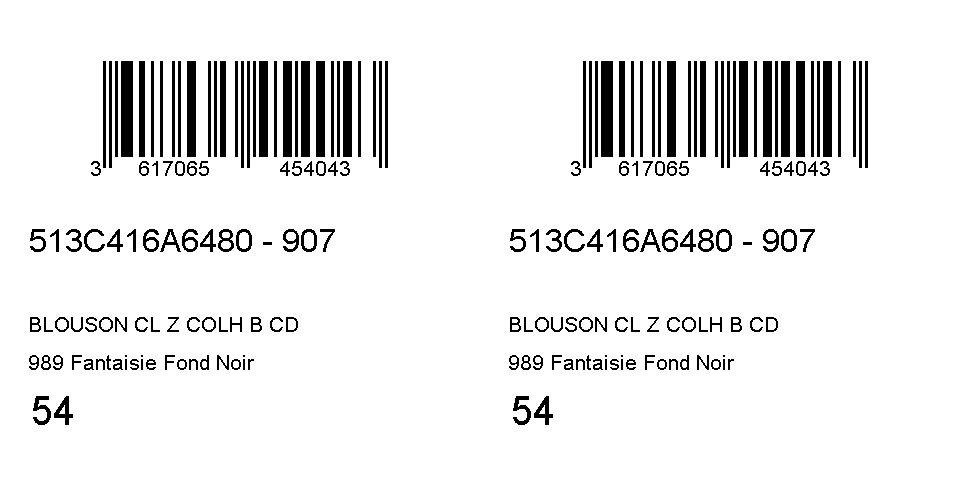 3 617065 454043
513C416A6480 - 907
BLOUSON CL Z COLH B CD
989 Fantaisie Fond Noir
54
3 617065 454043
513C416A6480 - 907
BLOUSON CL Z COLH B CD
989 Fantaisie Fond Noir
54